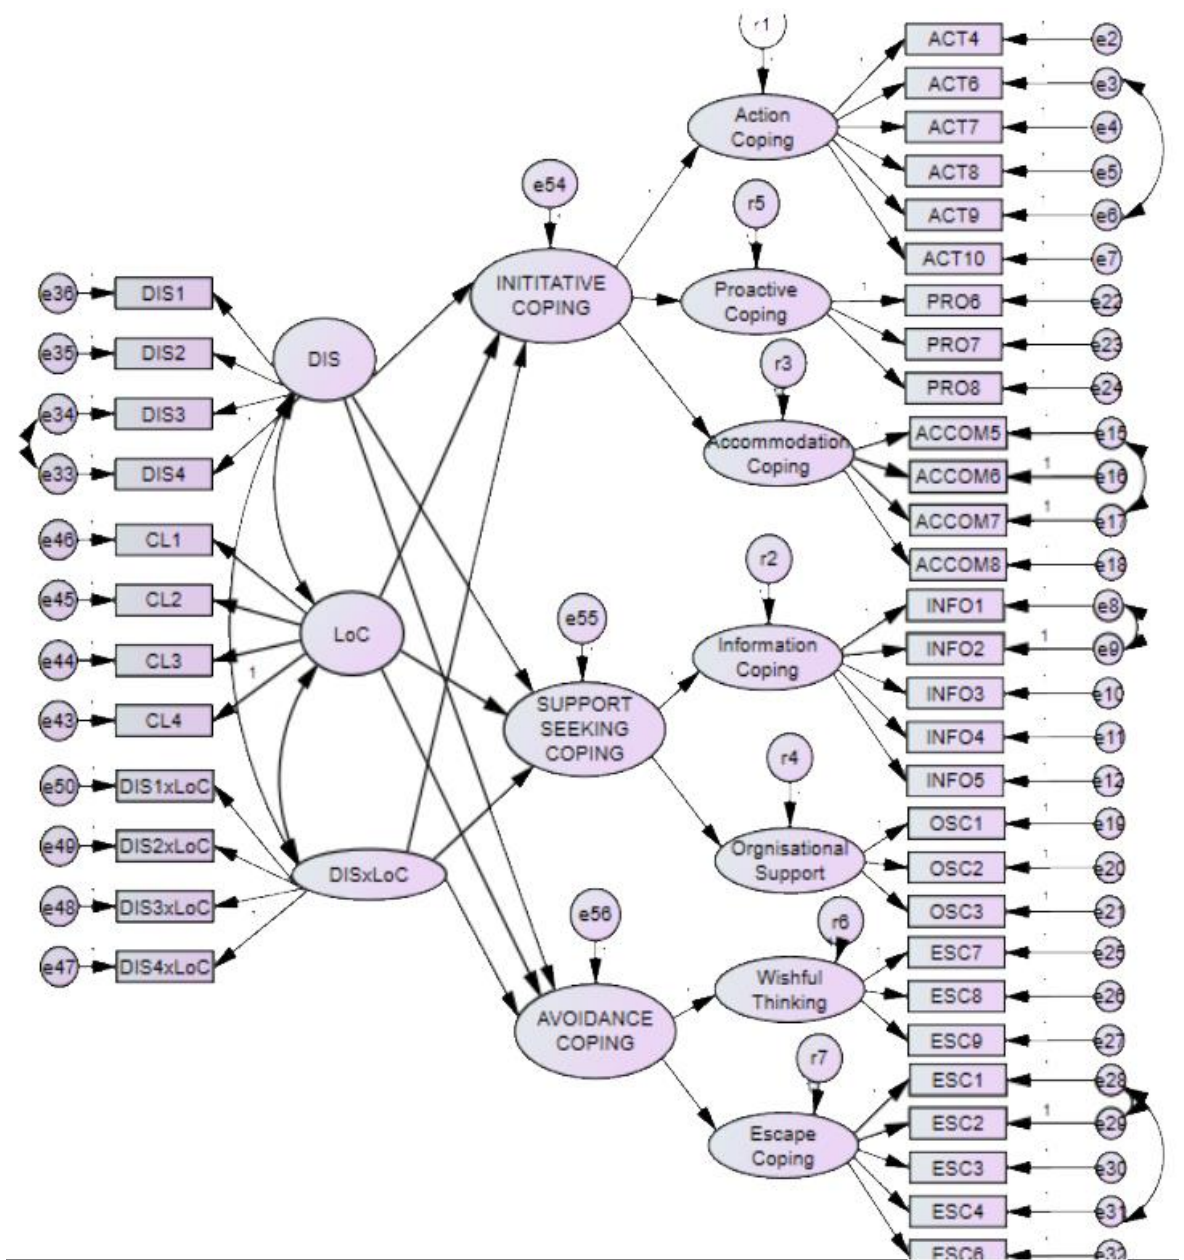 r1
ACT4
e2
ACT6
e3
Action
Coping
ACT7
e4
ACT8
e5
e54
r5
ACT9
e6
ACT10
e7
INITITATIVE
COPING
e36
DIS1
Proactive
Coping
1
PRO6
e22
PRO7
e23
e35
DIS2
DIS
r3
PRO8
e24
e34
DIS3
ACCOM5
e15
Accommodation
Coping
e33
DIS4
ACCOM6
1
e16
ACCOM7
1
e17
e46
CL1
r2
ACCOM8
e18
e45
CL2
INFO1
e8
e55
LoC
Information
Coping
INFO2
1
e9
e44
CL3
1
INFO3
e10
e43
CL4
SUPPORT
SEEKING
COPING
INFO4
e11
r4
INFO5
e12
e50
DIS1xLoC
OSC1
1
e19
e49
DIS2xLoC
Orgnisational
Support
OSC2
1
e20
DISxLoC
e48
DIS3xLoC
e56
r6
OSC3
1
e21
e47
DIS4xLoC
ESC7
e25
Wishful
Thinking
ESC8
e26
AVOIDANCE
COPING
ESC9
e27
r7
ESC1
e28
ESC2
1
e29
Escape
Coping
ESC3
e30
ESC4
e31
ESC6
e32